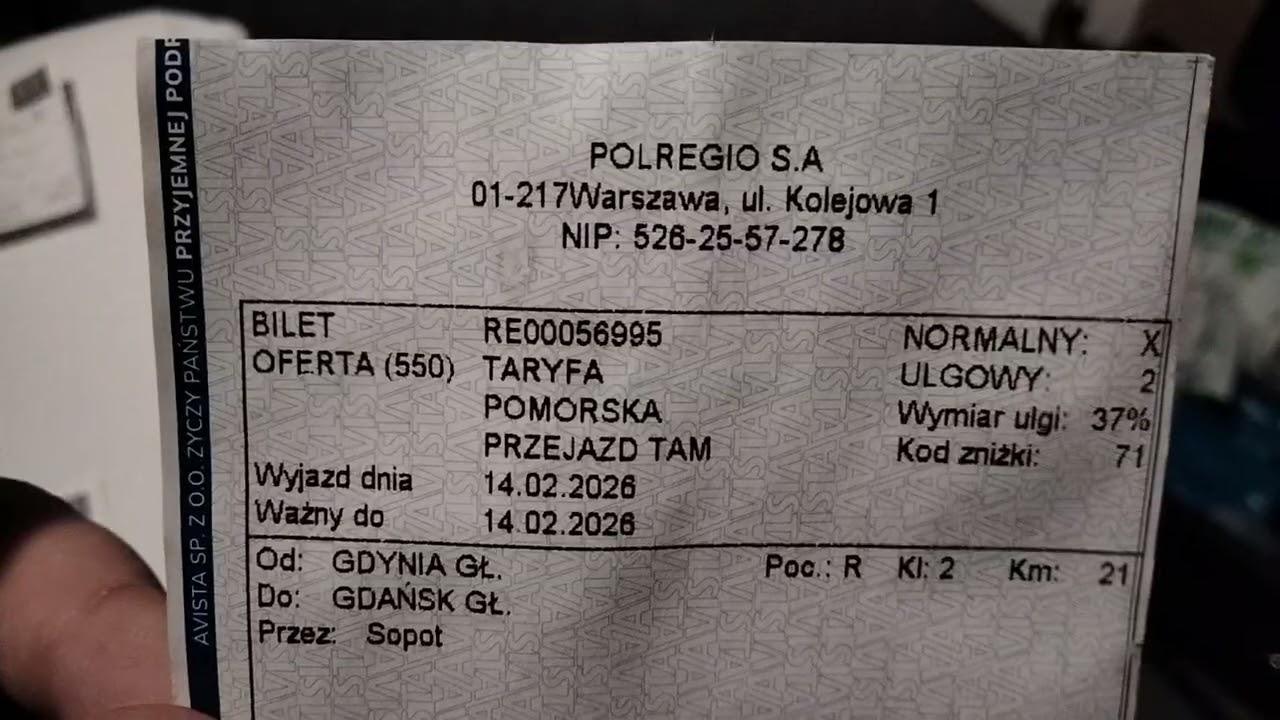 POLREGIO S.A
01-217Warszawa, ul. Kolejowa 1
NIP: 526-25-57-278
BILET RE00056995 NORMALNY: X
OFERTA (550) TARYFA ULGOWY: 2
POMORSKA Wymiar ulgi: 37%
PRZEJAZD TAM Kod zniżki: 71
Wyjazd dnia 14.02.2026
Ważny do 14.02.2026
Od: GDYNIA GŁ. Poc.: R Kl: 2 Km: 21
Do: GDAŃSK GŁ.
Przez: Sopot
AVISTA SP. Z O.O. ŻYCZY PAŃSTWU PRZYJEMNEJ